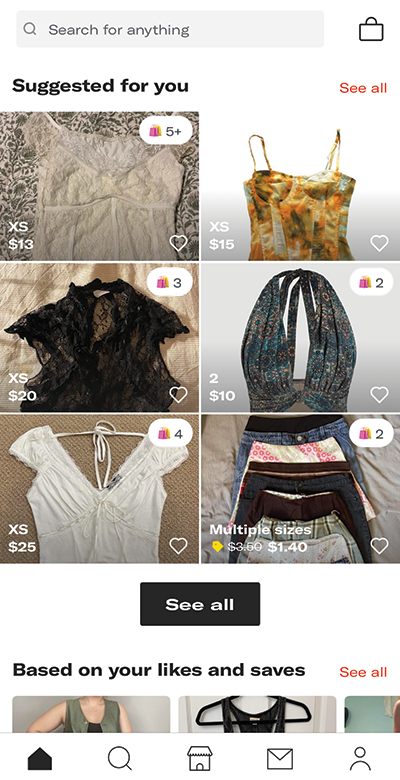 Search for anything
Suggested for you
See all
5+
XS
$13
XS
$15
3
XS
$20
2
2
$10
4
XS
$25
2
Multiple sizes
$3.50 $1.40
See all
Based on your likes and saves
See all